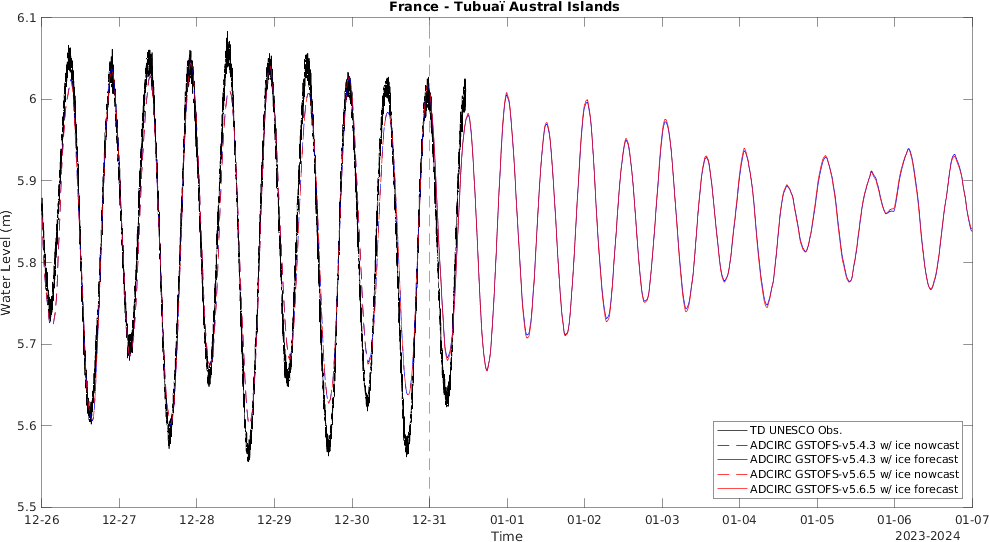 France - Tubuaï Austral Islands
6.1
6
5.9
5.8
5.7
5.6
5.5
Water Level (m)
TD UNESCO Obs.
ADCIRC GSTOFS-v5.4.3 w/ ice nowcast
ADCIRC GSTOFS-v5.4.3 w/ ice forecast
ADCIRC GSTOFS-v5.6.5 w/ ice nowcast
ADCIRC GSTOFS-v5.6.5 w/ ice forecast
12-26 12-27 12-28 12-29 12-30 12-31 01-01 01-02 01-03 01-04 01-05 01-06 01-07
Time
2023-2024